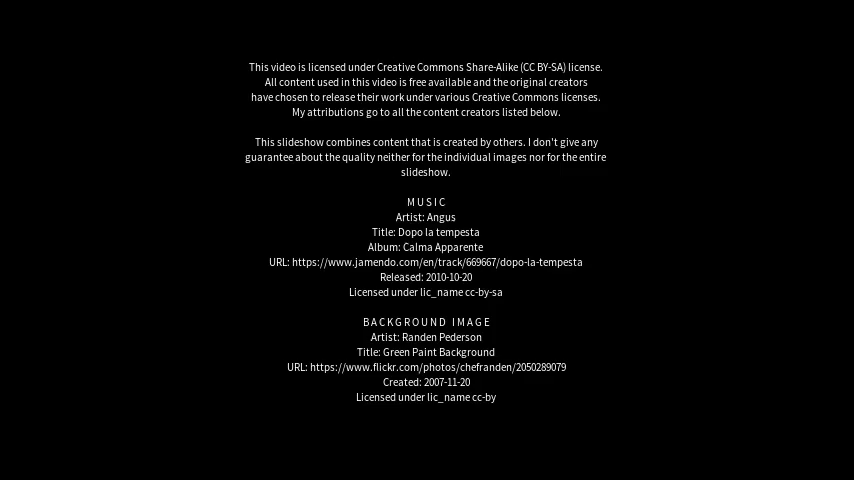 This video is licensed under Creative Commons Share-Alike (CC BY-SA) license.
All content used in this video is free available and the original creators
have chosen to release their work under various Creative Commons licenses.
My attributions go to all the content creators listed below.
This slideshow combines content that is created by others. I don't give any
guarantee about the quality neither for the individual images nor for the entire
slideshow.
MUSIC
Artist: Angus
Title: Dopo la tempesta
Album: Calma Apparente
URL: https://www.jamendo.com/en/track/669667/dopo-la-tempesta
Released: 2010-10-20
Licensed under lic_name cc-by-sa
BACKGROUND IMAGE
Artist: Randen Pederson
Title: Green Paint Background
URL: https://www.flickr.com/photos/chefranden/2050289079
Created: 2007-11-20
Licensed under lic_name cc-by